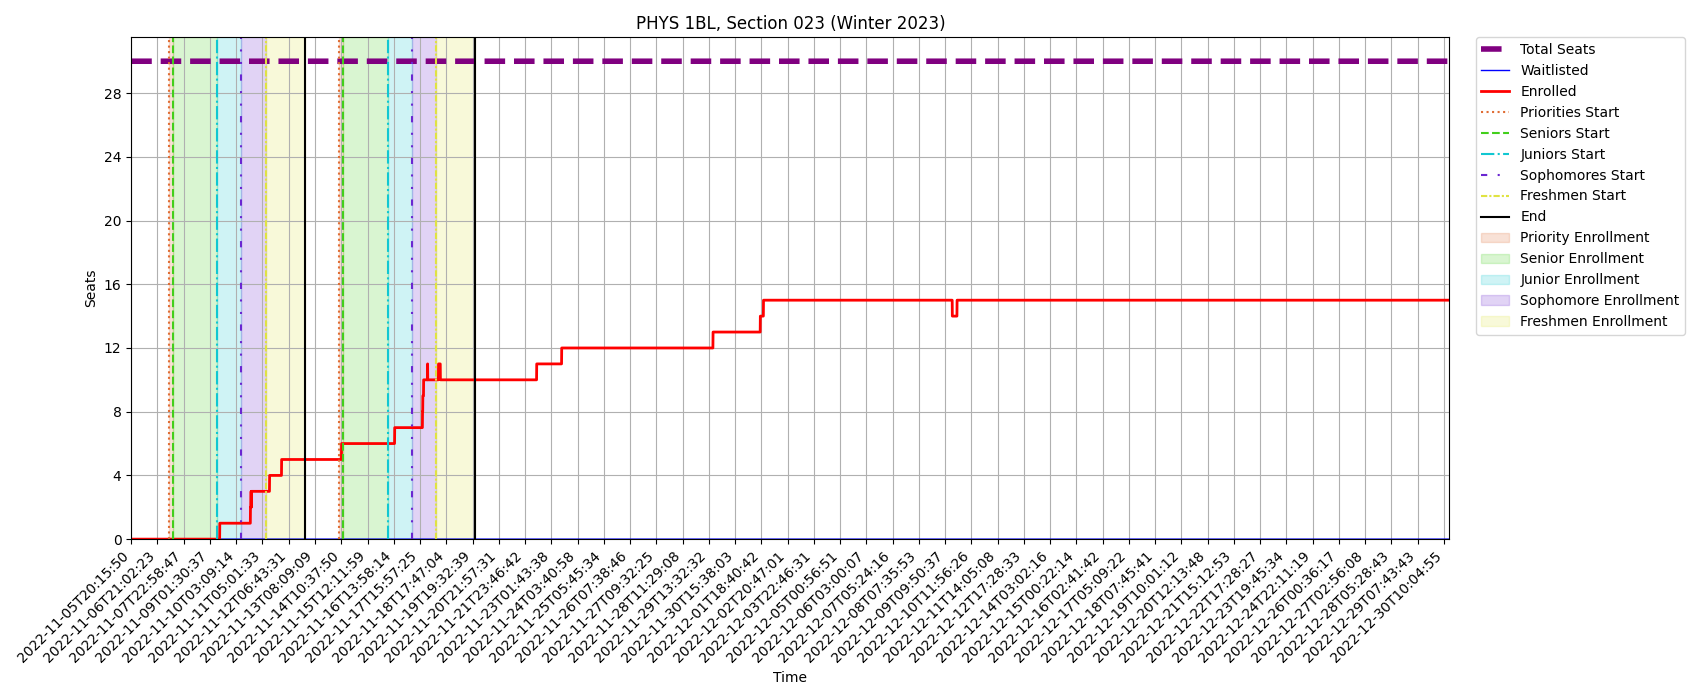 PHYS 1BL, Section 023 (Winter 2023)
Seats
28
24
20
16
12
8
4
0
2022-11-05T20:15:50
2022-11-06T21:02:23
2022-11-07T22:58:47
2022-11-09T01:30:37
2022-11-10T03:09:14
2022-11-11T05:01:33
2022-11-12T06:43:31
2022-11-13T08:09:09
2022-11-14T10:37:50
2022-11-15T12:11:59
2022-11-16T13:58:14
2022-11-17T15:57:25
2022-11-18T17:47:04
2022-11-19T19:32:39
2022-11-20T21:57:31
2022-11-21T23:46:42
2022-11-23T01:43:38
2022-11-24T03:40:58
2022-11-25T05:45:34
2022-11-26T07:38:46
2022-11-27T09:32:25
2022-11-28T11:29:08
2022-11-29T13:32:32
2022-11-30T15:38:03
2022-12-01T18:40:42
2022-12-02T20:47:01
2022-12-03T22:46:31
2022-12-05T00:56:51
2022-12-06T03:00:07
2022-12-07T05:24:16
2022-12-08T07:35:53
2022-12-09T09:50:37
2022-12-10T11:56:26
2022-12-11T14:05:08
2022-12-12T17:28:33
2022-12-14T03:02:16
2022-12-15T00:22:14
2022-12-16T02:41:42
2022-12-17T05:09:22
2022-12-18T07:45:41
2022-12-19T10:01:12
2022-12-20T12:13:48
2022-12-21T15:12:53
2022-12-22T17:28:27
2022-12-23T19:45:34
2022-12-24T22:11:19
2022-12-26T00:36:17
2022-12-27T02:56:08
2022-12-28T05:28:43
2022-12-29T07:43:43
2022-12-30T10:04:55
Time
Total Seats
Waitlisted
Enrolled
Priorities Start
Seniors Start
Juniors Start
Sophomores Start
Freshmen Start
End
Priority Enrollment
Senior Enrollment
Junior Enrollment
Sophomore Enrollment
Freshmen Enrollment